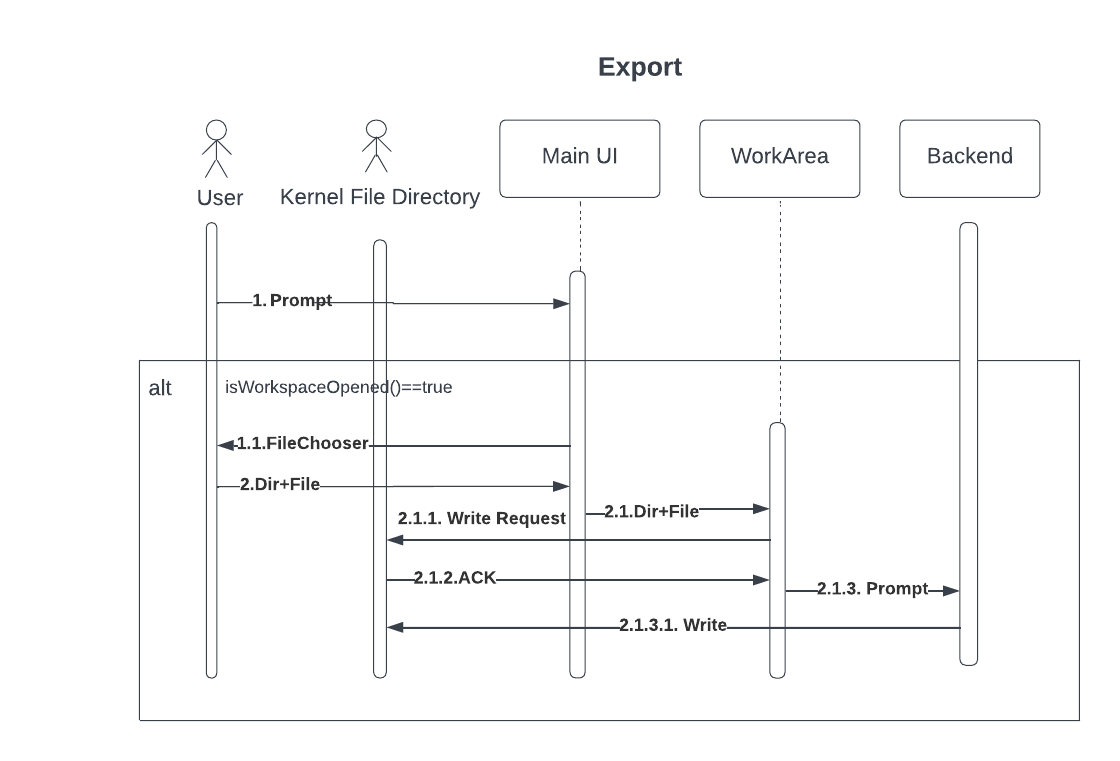 Export
User
Kernel File Directory
Main UI
WorkArea
Backend
1. Prompt
alt
isWorkspaceOpened()==true
1.1.FileChooser
2.Dir+File
2.1.Dir+File
2.1.1. Write Request
2.1.2.ACK
2.1.3. Prompt
2.1.3.1. Write